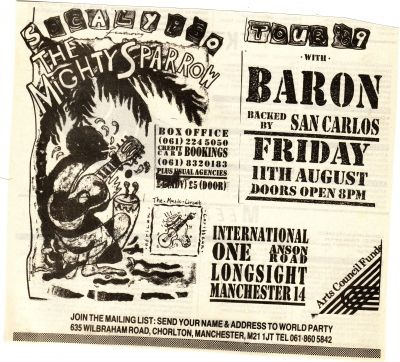 SOCALYPSO TOUR '89
THE
MIGHTY SPARROW
BOX OFFICE
(061) 224 5050
CREDIT CARD BOOKINGS
(061) 832 0183
PLUS USUAL AGENCIES
£5 (DOOR)
The. Music. Circuit
· WITH ·
BARON
BACKED BY SAN CARLOS
FRIDAY
11TH AUGUST
DOORS OPEN 8PM
INTERNATIONAL
ONE ANSON ROAD
LONGSIGHT
MANCHESTER 14
Arts Council Funded
JOIN THE MAILING LIST: SEND YOUR NAME & ADDRESS TO WORLD PARTY
635 WILBRAHAM ROAD, CHORLTON, MANCHESTER, M21 1JT TEL 061-860 5842